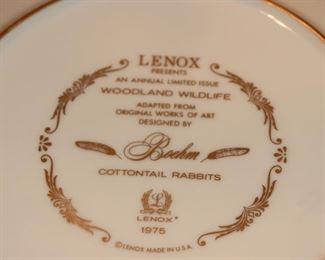 LENOX
PRESENTS
AN ANNUAL LIMITED ISSUE
WOODLAND WILDLIFE
ADAPTED FROM
ORIGINAL WORKS OF ART
DESIGNED BY
Boehm
COTTONTAIL RABBITS
L
LENOX®
1975
© LENOX MADE IN U.S.A.